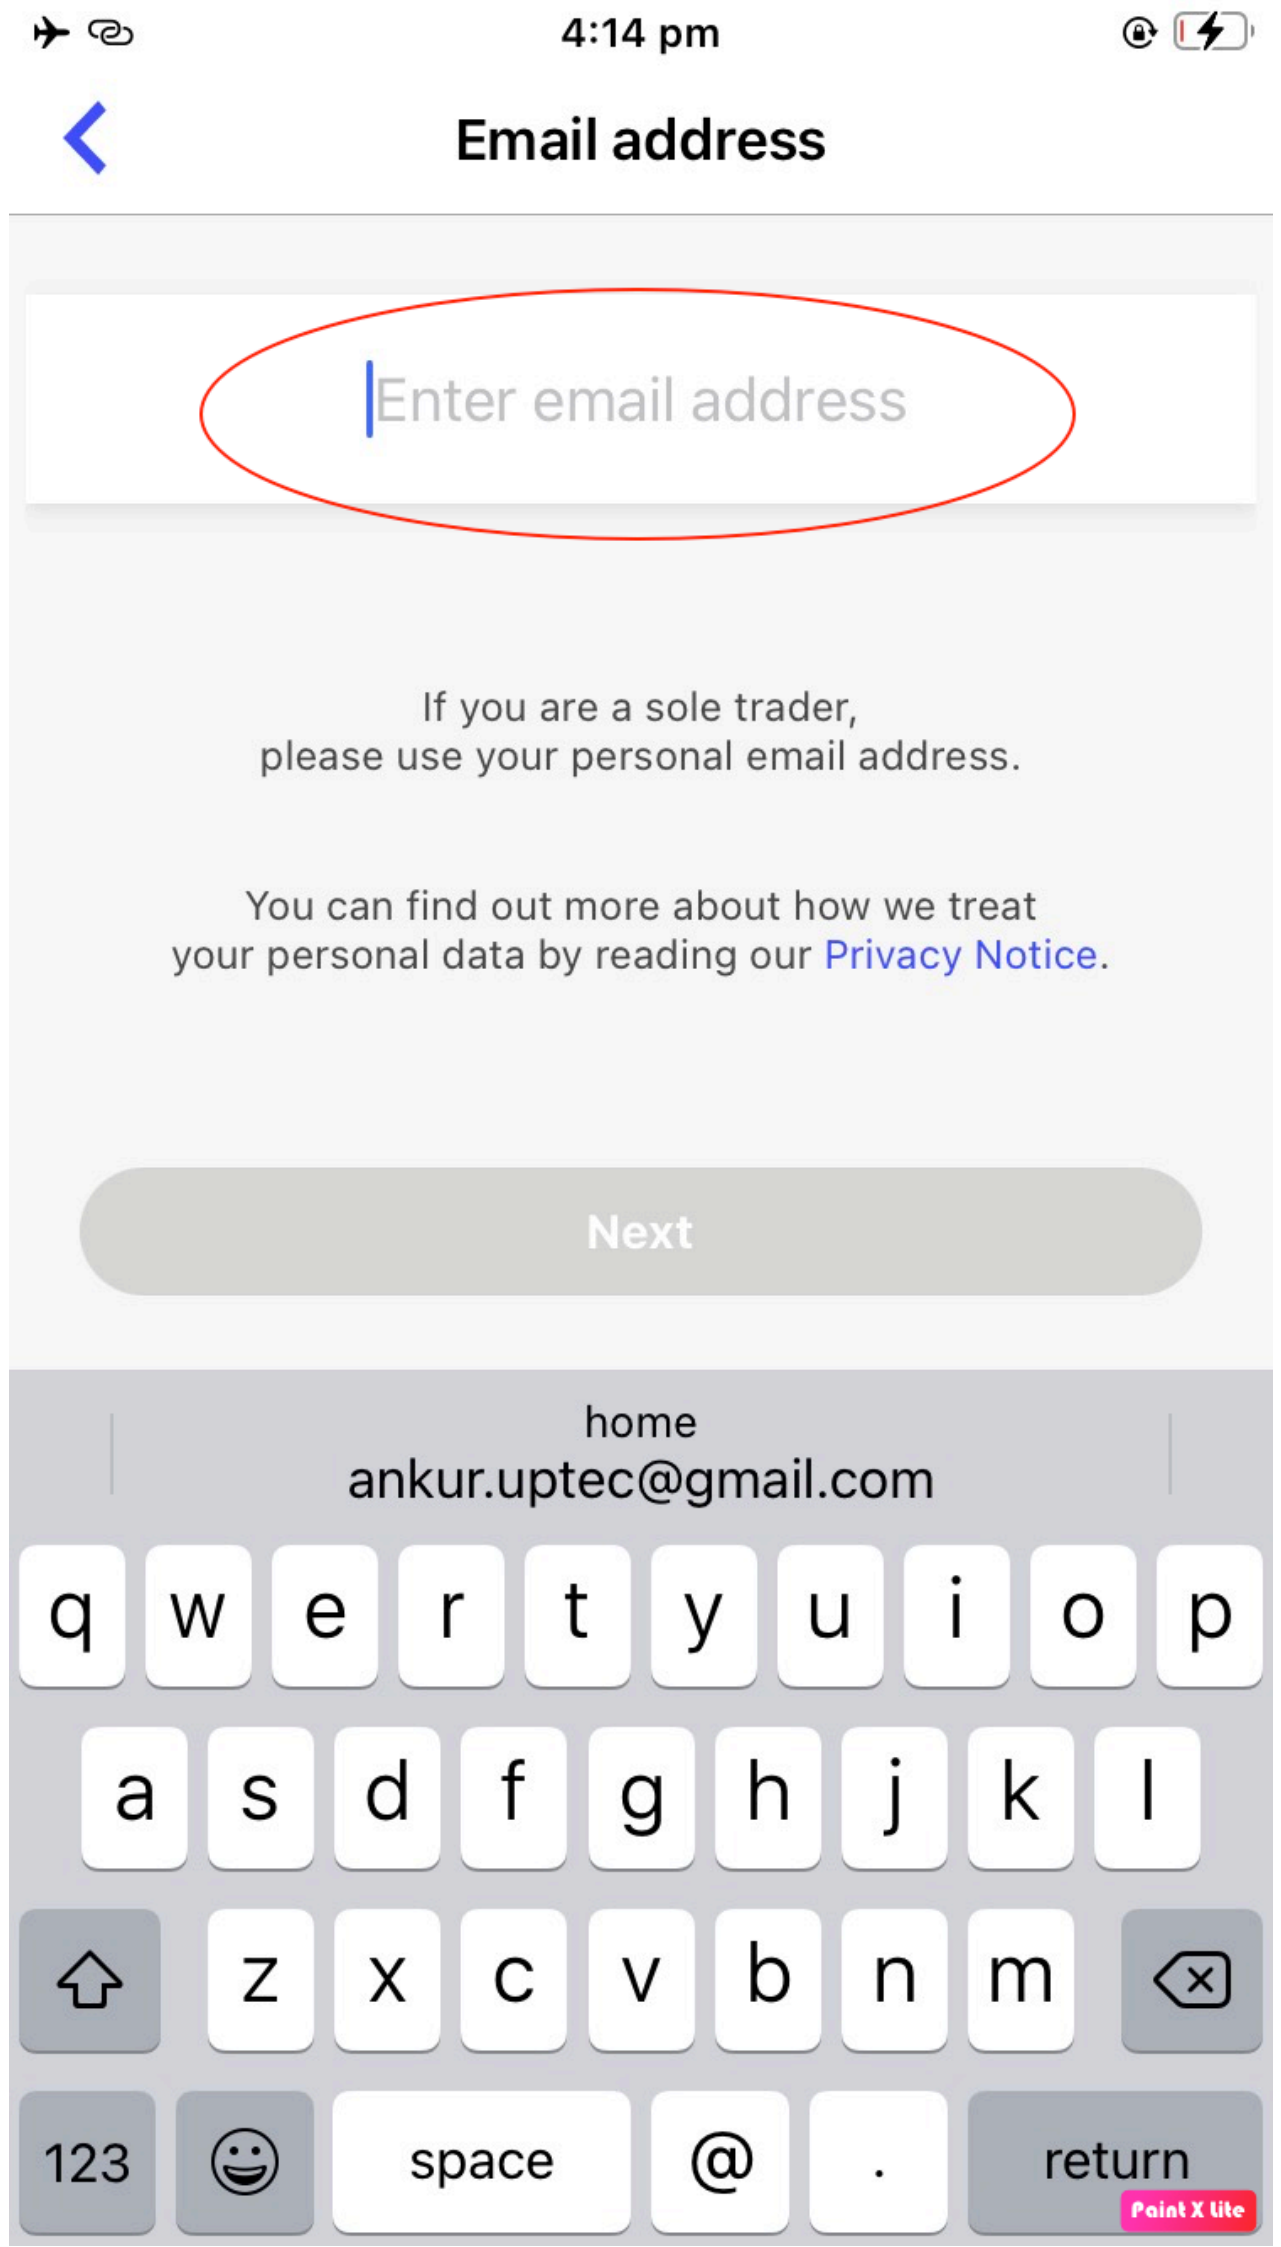 4:14 pm
Email address
Enter email address
If you are a sole trader,
please use your personal email address.
You can find out more about how we treat
your personal data by reading our Privacy Notice.
Next
home
ankur.uptec@gmail.com
q w e r t y u i o p
a s d f g h j k l
z x c v b n m
123 space @ . return
Paint X lite